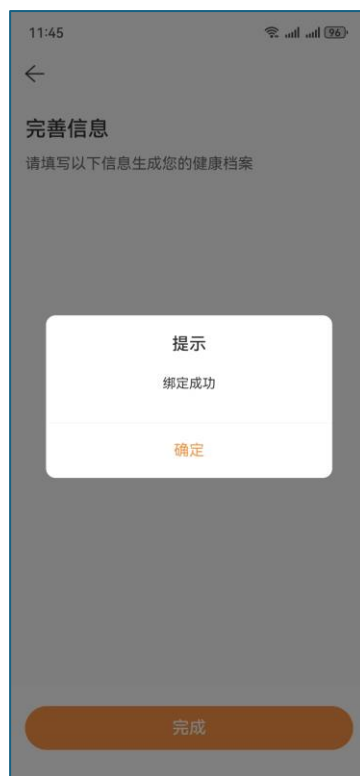 11:45
96
完善信息
请填写以下信息生成您的健康档案
提示
绑定成功
确定
完成